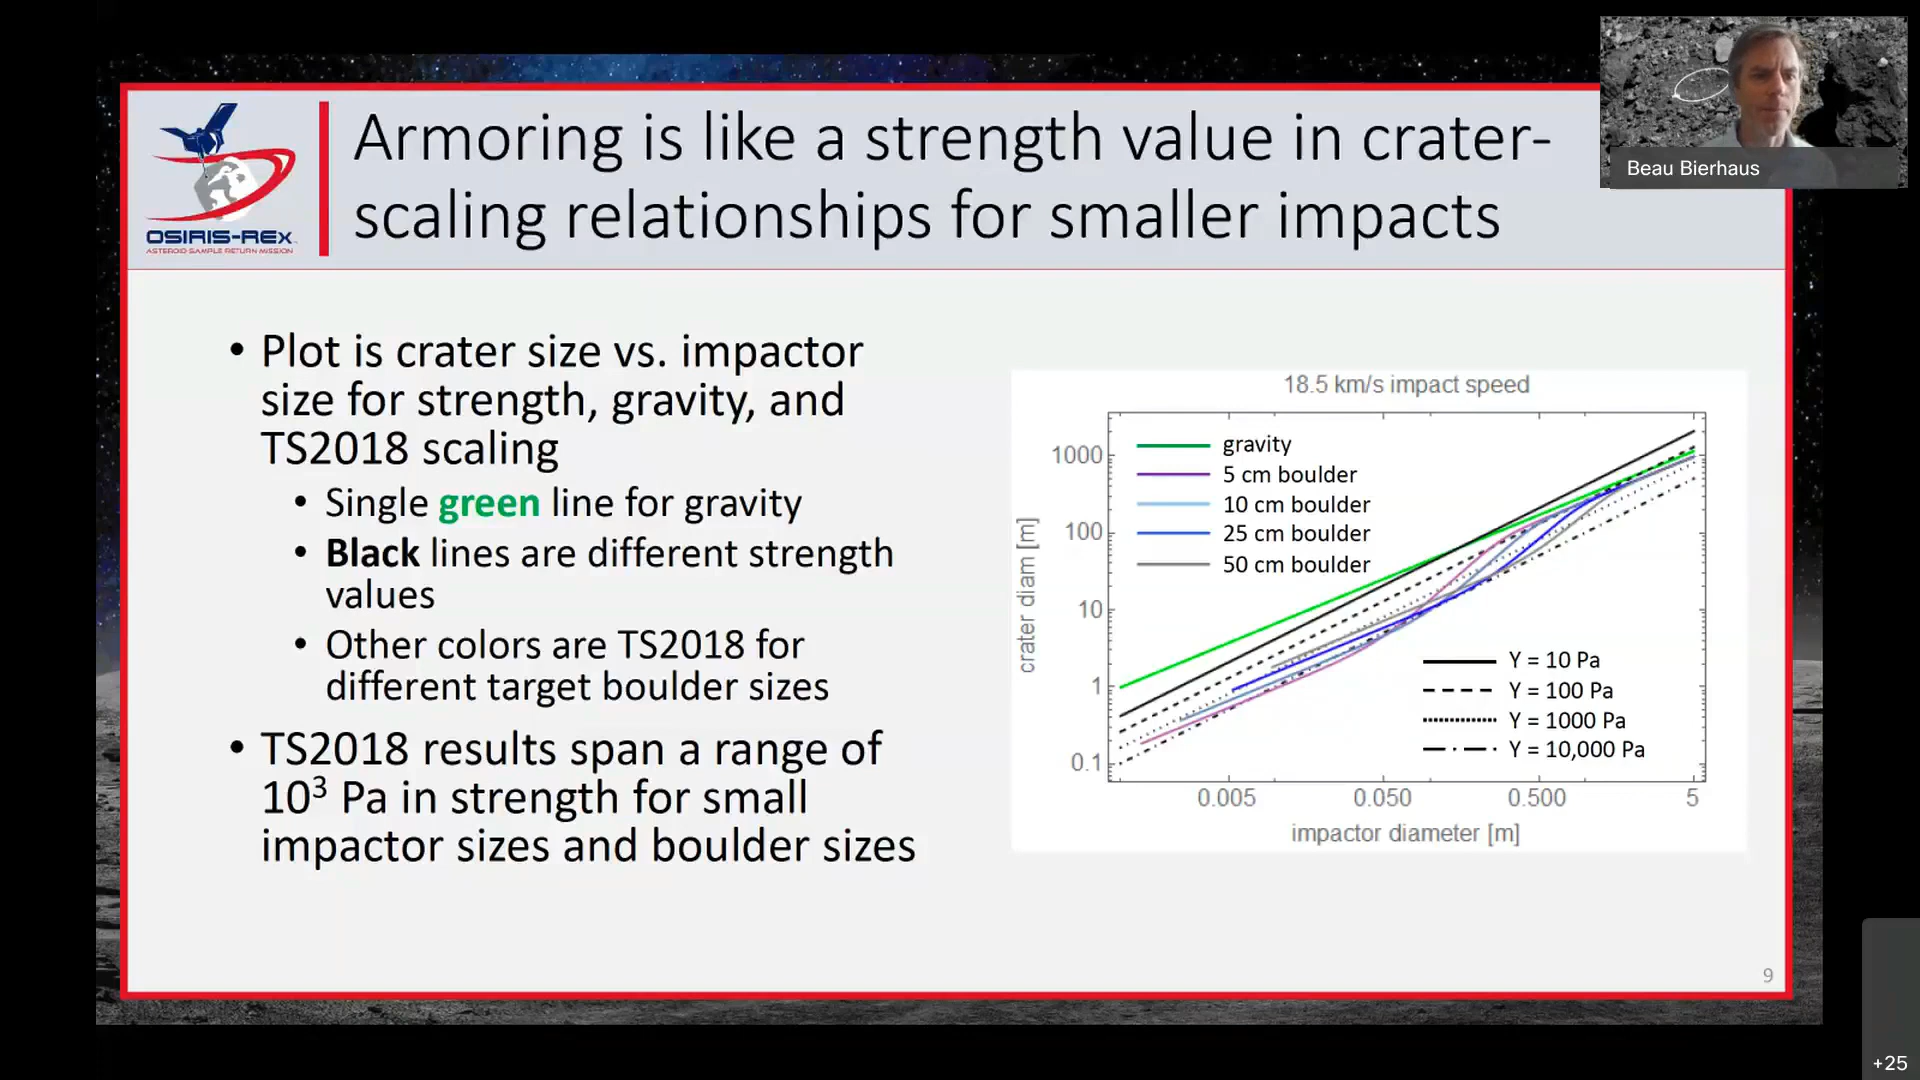 Beau Bierhaus
OSIRIS-REx
ASTEROID SAMPLE RETURN MISSION
Armoring is like a strength value in crater-
scaling relationships for smaller impacts
• Plot is crater size vs. impactor
size for strength, gravity, and
TS2018 scaling
• Single green line for gravity
• Black lines are different strength
values
• Other colors are TS2018 for
different target boulder sizes
• TS2018 results span a range of
10³ Pa in strength for small
impactor sizes and boulder sizes
18.5 km/s impact speed
gravity
5 cm boulder
10 cm boulder
25 cm boulder
50 cm boulder
Y = 10 Pa
Y = 100 Pa
Y = 1000 Pa
Y = 10,000 Pa
crater diam [m]
1000
100
10
1
0.1
0.005 0.050 0.500 5
impactor diameter [m]
9
+25